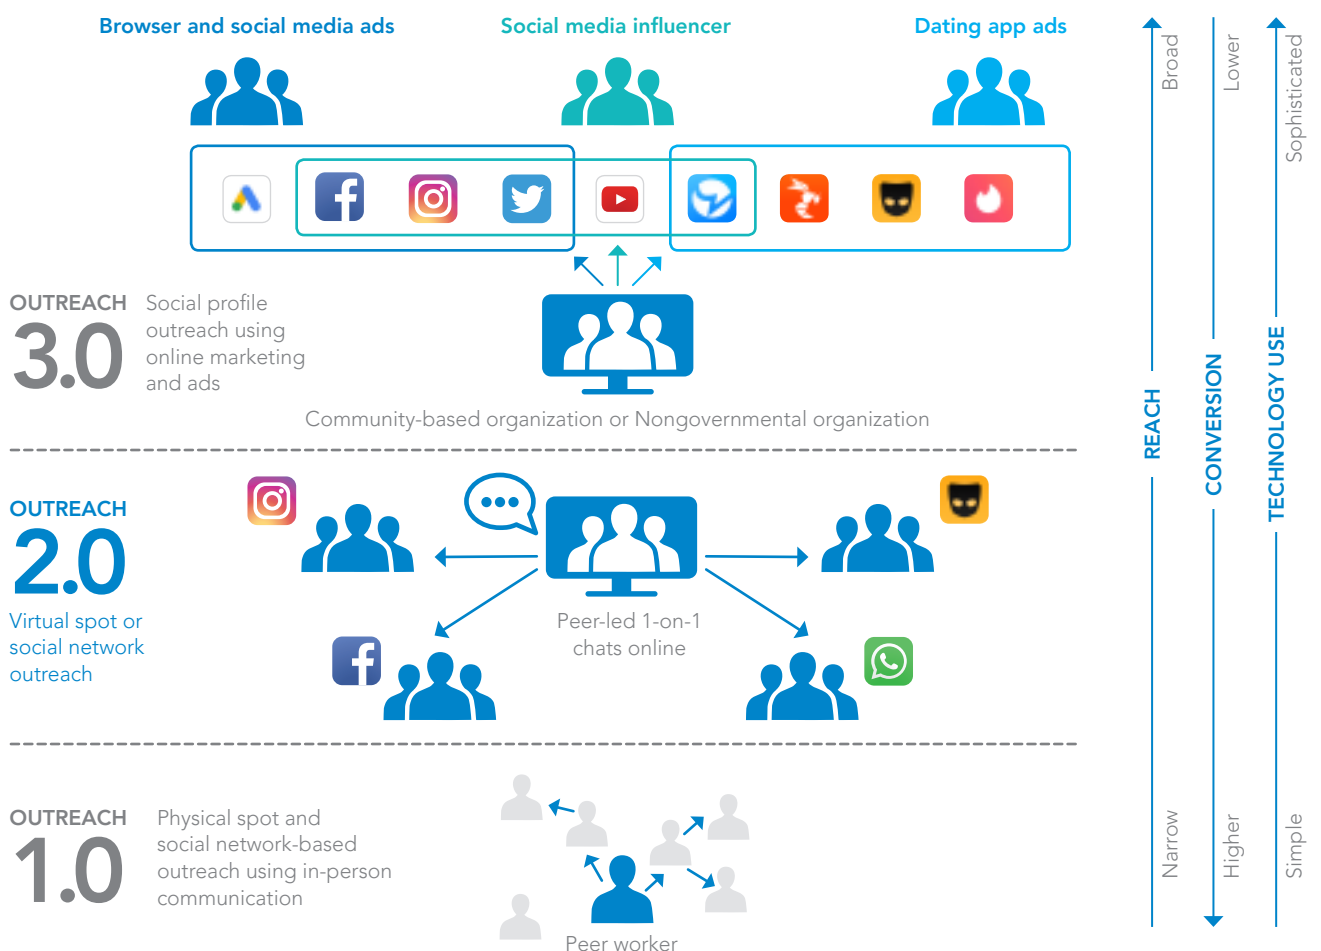 Browser and social media ads
Social media influencer
Dating app ads
OUTREACH
3.0
Social profile
outreach using
online marketing
and ads
Community-based organization or Nongovernmental organization
OUTREACH
2.0
Virtual spot or
social network
outreach
Peer-led 1-on-1
chats online
OUTREACH
1.0
Physical spot and
social network-based
outreach using in-person
communication
Peer worker
Broad
REACH
Narrow
Lower
CONVERSION
Higher
Sophisticated
TECHNOLOGY USE
Simple